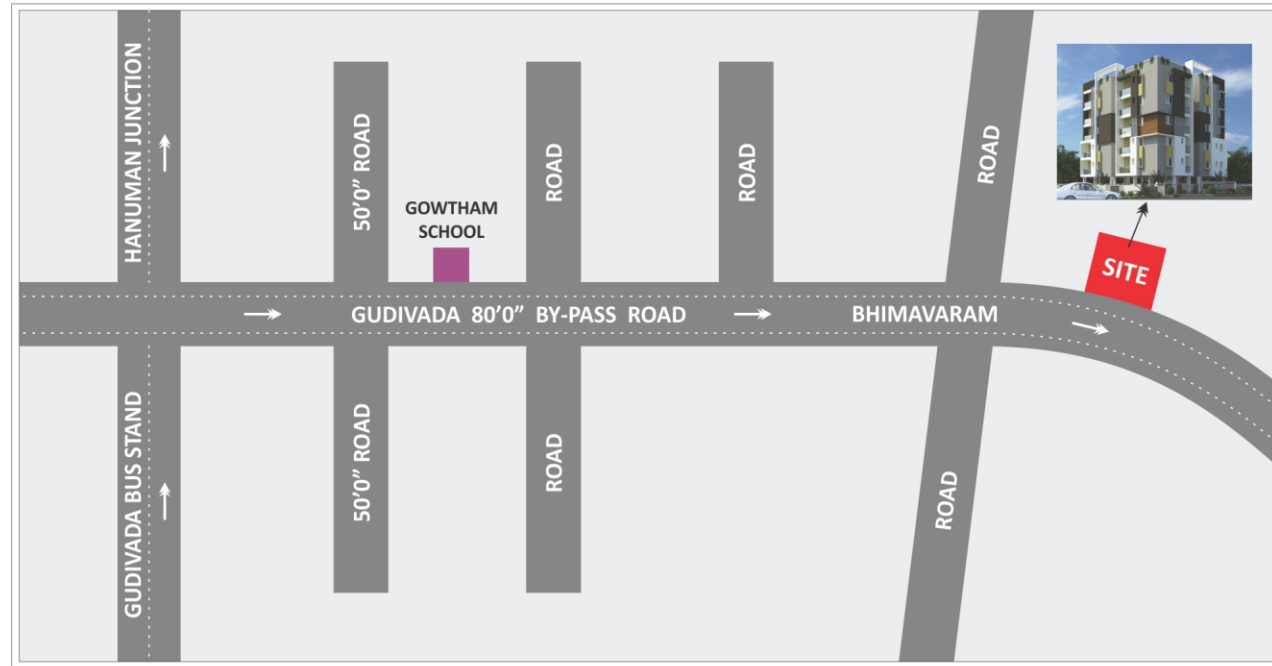 HANUMAN JUNCTION
50’0” ROAD
GOWTHAM
SCHOOL
ROAD
ROAD
ROAD
SITE
GUDIVADA 80’0” BY-PASS ROAD
BHIMAVARAM
GUDIVADA BUS STAND
50’0” ROAD
ROAD
ROAD